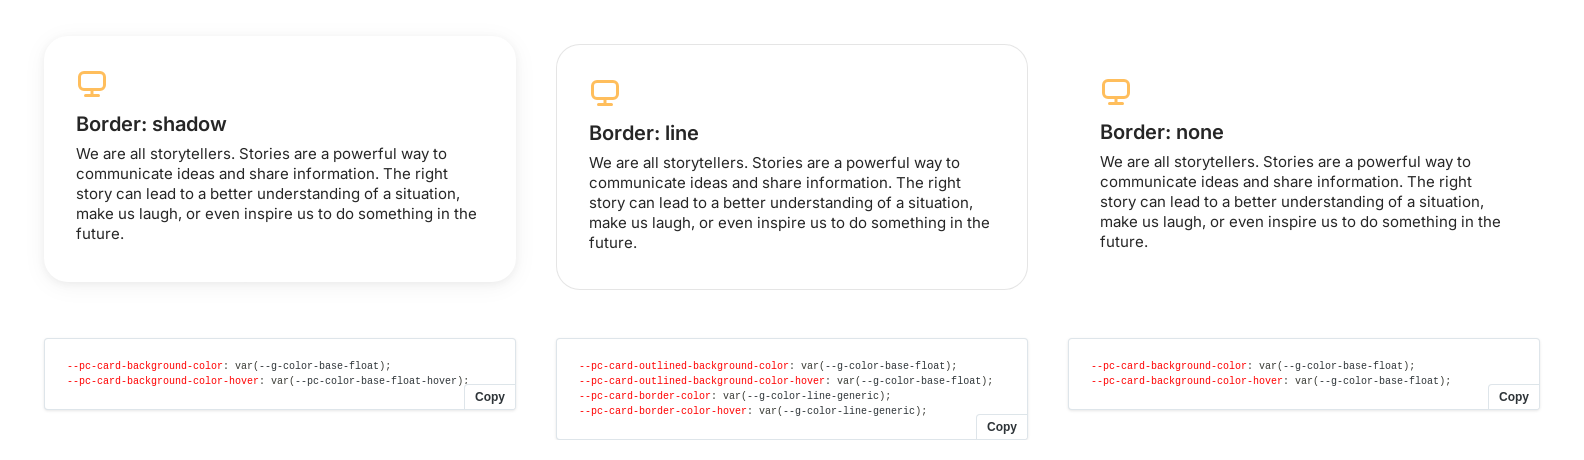 Border: shadow
We are all storytellers. Stories are a powerful way to
communicate ideas and share information. The right
story can lead to a better understanding of a situation,
make us laugh, or even inspire us to do something in the
future.
Border: line
We are all storytellers. Stories are a powerful way to
communicate ideas and share information. The right
story can lead to a better understanding of a situation,
make us laugh, or even inspire us to do something in the
future.
Border: none
We are all storytellers. Stories are a powerful way to
communicate ideas and share information. The right
story can lead to a better understanding of a situation,
make us laugh, or even inspire us to do something in the
future.
--pc-card-background-color: var(--g-color-base-float);
--pc-card-background-color-hover: var(--pc-color-base-float-hover);
Copy
--pc-card-outlined-background-color: var(--g-color-base-float);
--pc-card-outlined-background-color-hover: var(--g-color-base-float);
--pc-card-border-color: var(--g-color-line-generic);
--pc-card-border-color-hover: var(--g-color-line-generic);
Copy
--pc-card-background-color: var(--g-color-base-float);
--pc-card-background-color-hover: var(--g-color-base-float);
Copy